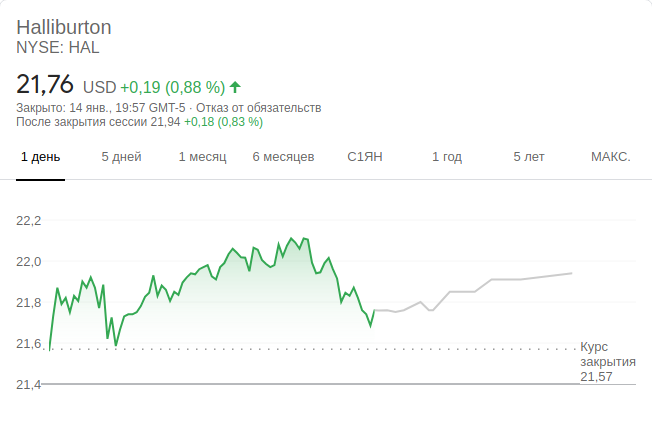 Halliburton
NYSE: HAL
21,76 USD +0,19 (0,88 %)
Закрыто: 14 янв., 19:57 GMT-5 · Отказ от обязательств
После закрытия сессии 21,94 +0,18 (0,83 %)
1 день 5 дней 1 месяц 6 месяцев С1ЯН 1 год 5 лет МАКС.
22,2
22,0
21,8
21,6
Курс
закрытия
21,57
21,4